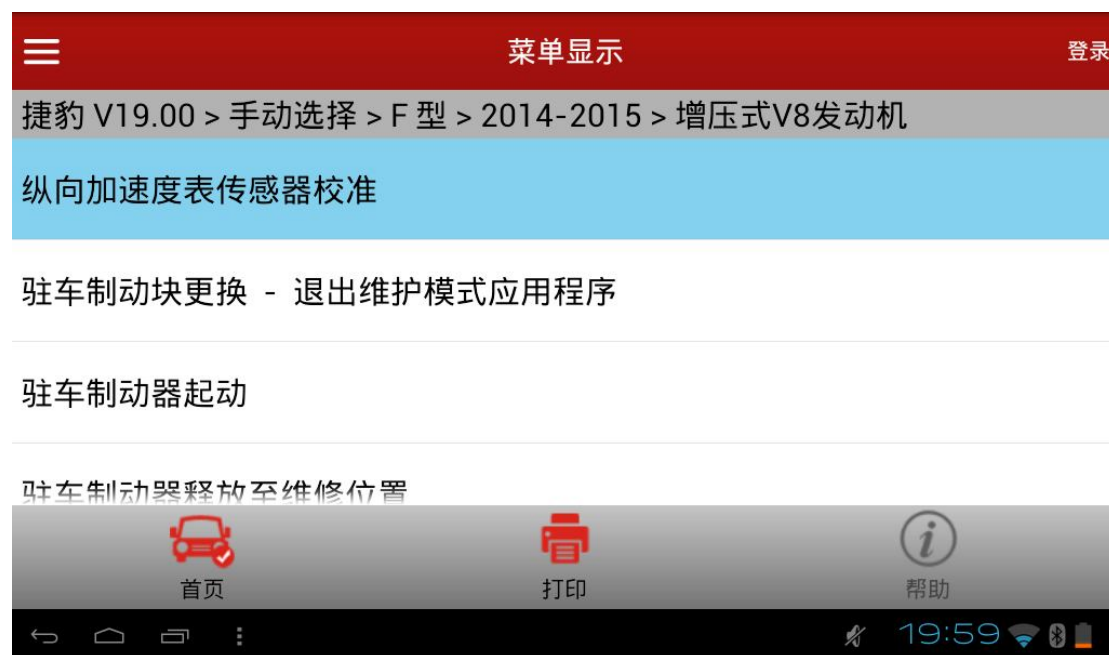 菜单显示
登录
捷豹 V19.00 > 手动选择 > F 型 > 2014-2015 > 增压式V8发动机
纵向加速度表传感器校准
驻车制动块更换 - 退出维护模式应用程序
驻车制动器起动
驻车制动器释放至维修位置
首页
打印
帮助
19:59